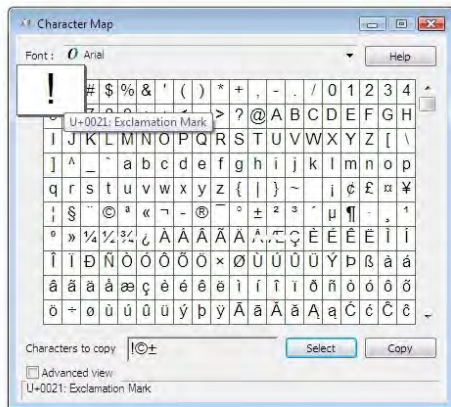 Character Map
Font : O Arial Help
! # $ % & ' ( ) * + , - . / 0 1 2 3 4
> ? @ A B C D E F G H
U+0021: Exclamation Mark
I J K L M N O P Q R S T U V W X Y Z [ \
] ^ _ ` a b c d e f g h i j k l m n o p
q r s t u v w x y z { | } ~ ¡ ¢ £ ¤ ¥
¦ § ¨ © ª « ¬ - ® ¯ ° ± ² ³ ´ µ ¶ · ¸ ¹
º » ¼ ½ ¾ ¿ À Á Â Ã Ä Å Æ Ç È É Ê Ë Ì Í
Î Ï Ð Ñ Ò Ó Ô Õ Ö × Ø Ù Ú Û Ü Ý Þ ß à á
â ã ä å æ ç è é ê ë ì í î ï ð ñ ò ó ô õ
ö ÷ ø ù ú û ü ý þ ÿ Ā ā Ă ă Ą ą Ć ć Ĉ ĉ
Characters to copy !©± Select Copy
Advanced view
U+0021: Exclamation Mark